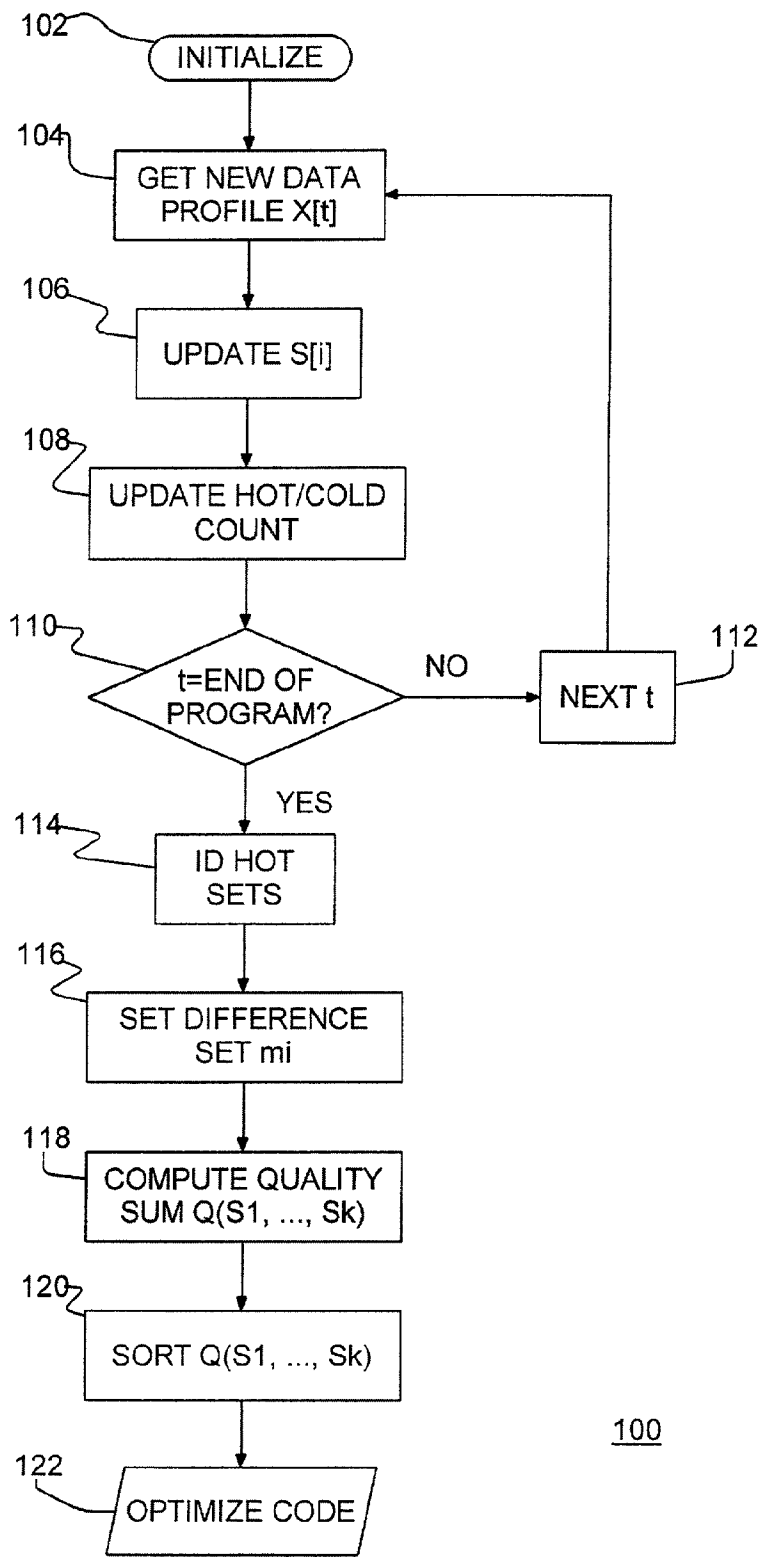 102
INITIALIZE
104
GET NEW DATA
PROFILE X[t]
106
UPDATE S[i]
108
UPDATE HOT/COLD
COUNT
110
t=END OF
PROGRAM?
NO
112
NEXT t
YES
114
ID HOT
SETS
116
SET DIFFERENCE
SET mi
118
COMPUTE QUALITY
SUM Q(S1, ..., Sk)
120
SORT Q(S1, ..., Sk)
100
122
OPTIMIZE CODE